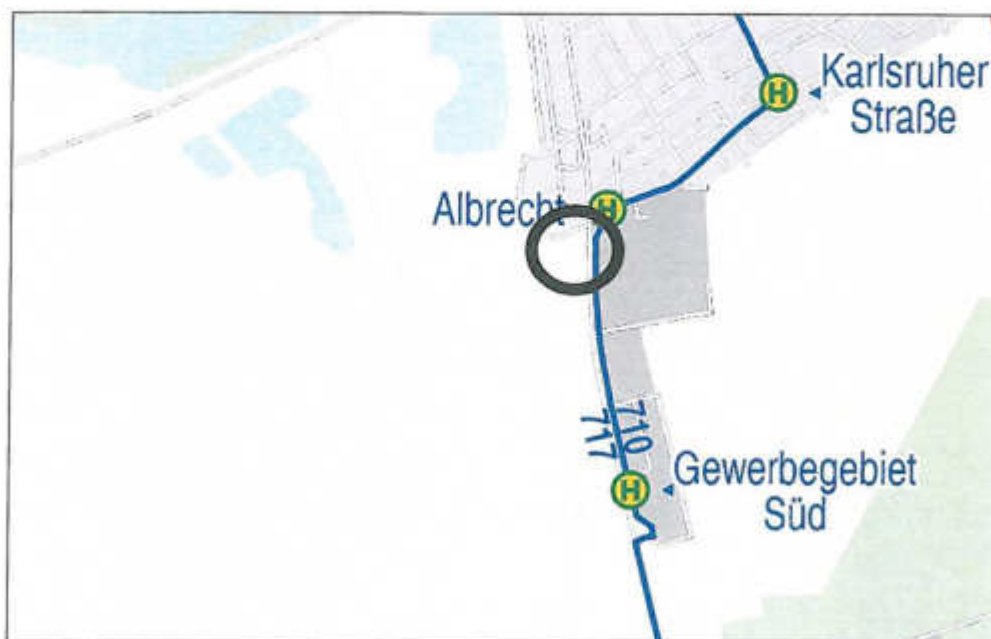 H
Karlsruher
Straße
Albrecht
H
710
717
H
Gewerbegebiet
Süd